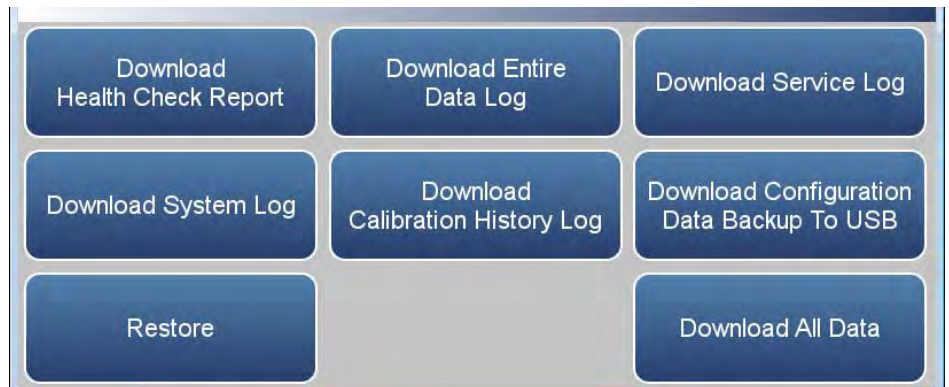 Download
Health Check Report
Download Entire
Data Log
Download Service Log
Download System Log
Download
Calibration History Log
Download Configuration
Data Backup To USB
Restore
Download All Data